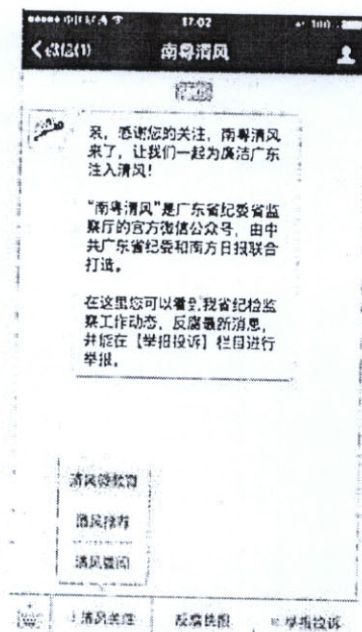 17:02
微信(1)
南粤清风
亲，感谢您的关注，南粤清风
来了，让我们一起为廉洁广东
注入清风！
“南粤清风”是广东省纪委省监
察厅的官方微信公众号，由中
共广东省纪委和南方日报联合
打造。
在这里您可以看到我省纪检监
察工作动态，反腐最新消息，
并能在【举报投诉】栏目进行
举报。
清风微教育
清风推荐
清风要闻
清风关注
反腐快报
举报投诉